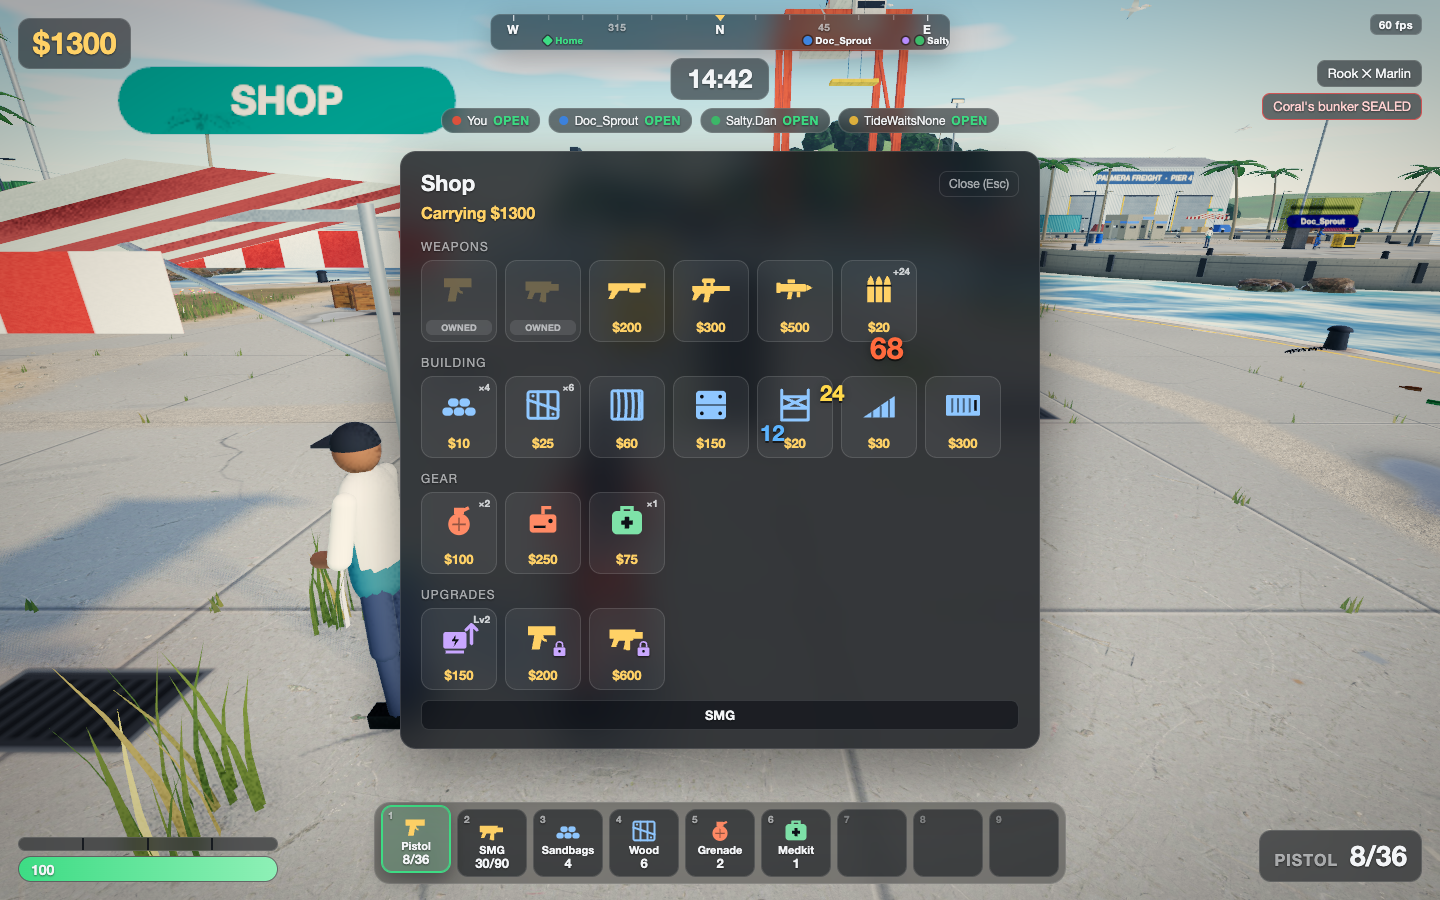 $1300
W 315 N 45 E
Home Doc_Sprout Salty
60 fps
14:42
Rook ✕ Marlin
Coral's bunker SEALED
SHOP
You OPEN
Doc_Sprout OPEN
Salty.Dan OPEN
TideWaitsNone OPEN
PALMERA FREIGHT - PIER 4
Doc_Sprout
Shop
Close (Esc)
Carrying $1300
WEAPONS
+24
OWNED OWNED $200 $300 $500 $20
68
BUILDING
×4 ×6
24
12
$10 $25 $60 $150 $20 $30 $300
GEAR
×2 ×1
$100 $250 $75
UPGRADES
Lv2
$150 $200 $600
SMG
1 2 3 4 5 6 7 8 9
Pistol SMG Sandbags Wood Grenade Medkit
8/36 30/90 4 6 2 1
100
PISTOL 8/36